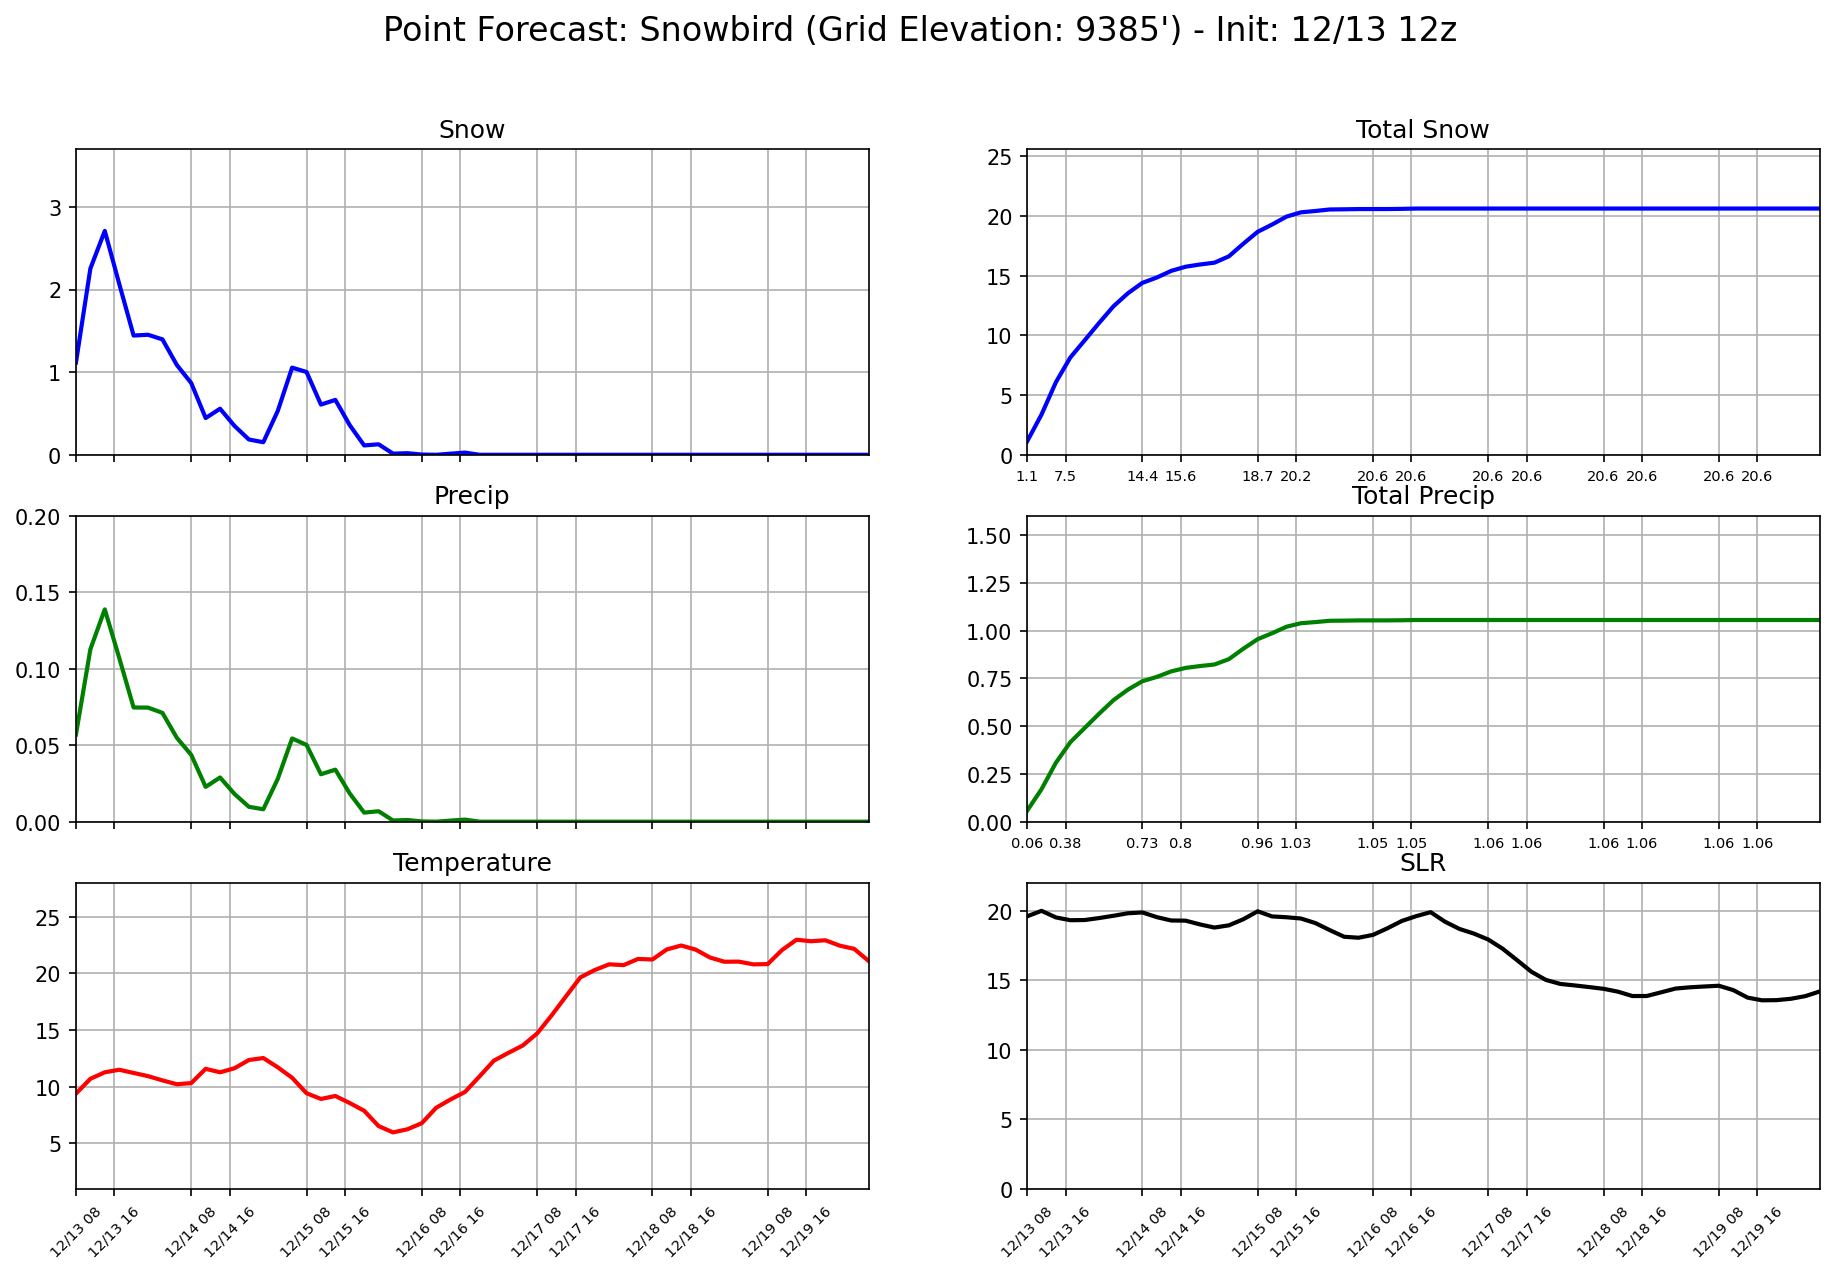 Point Forecast: Snowbird (Grid Elevation: 9385') - Init: 12/13 12z
Snow
3
2
1
0
Total Snow
25
20
15
10
5
0
1.1 7.5 14.4 15.6 18.7 20.2 20.6 20.6 20.6 20.6 20.6 20.6 20.6 20.6
Precip
0.20
0.15
0.10
0.05
0.00
Total Precip
1.50
1.25
1.00
0.75
0.50
0.25
0.00
0.06 0.38 0.73 0.8 0.96 1.03 1.05 1.05 1.06 1.06 1.06 1.06 1.06 1.06
Temperature
25
20
15
10
5
12/13 08 12/13 16 12/14 08 12/14 16 12/15 08 12/15 16 12/16 08 12/16 16 12/17 08 12/17 16 12/18 08 12/18 16 12/19 08 12/19 16
SLR
20
15
10
5
0
12/13 08 12/13 16 12/14 08 12/14 16 12/15 08 12/15 16 12/16 08 12/16 16 12/17 08 12/17 16 12/18 08 12/18 16 12/19 08 12/19 16